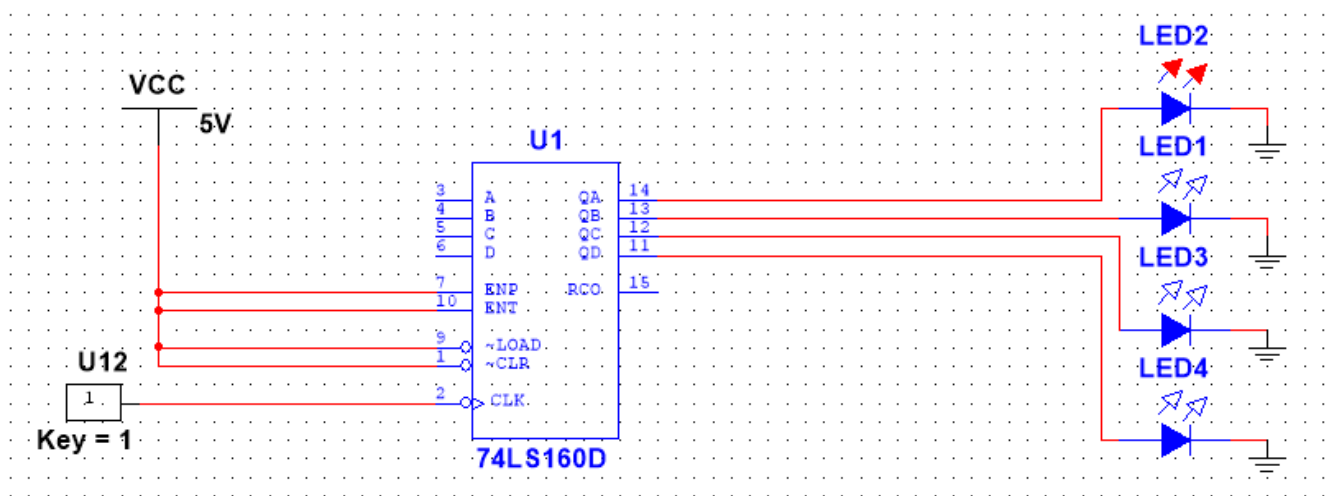 LED2
VCC
5V
LED1
U1
3 A QA 14
4 B QB 13
5 C QC 12
6 D QD 11
LED3
7 ENP RCO 15
10 ENT
9 ~LOAD
1 ~CLR
U12
LED4
1 2 CLK
Key = 1
74LS160D